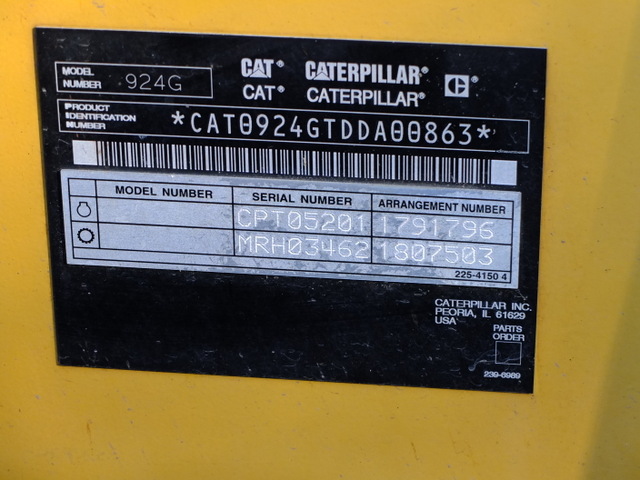 MODEL NUMBER 924G
CAT® CATERPILLAR®
CAT® CATERPILLAR® C®
PRODUCT IDENTIFICATION NUMBER
*CAT0924GTDDA00863*
MODEL NUMBER SERIAL NUMBER ARRANGEMENT NUMBER
CPT05201 1791796
MRH03462 1807503
225-4150 4
CATERPILLAR INC.
PEORIA, IL 61629
USA
PARTS
ORDER
239-6969